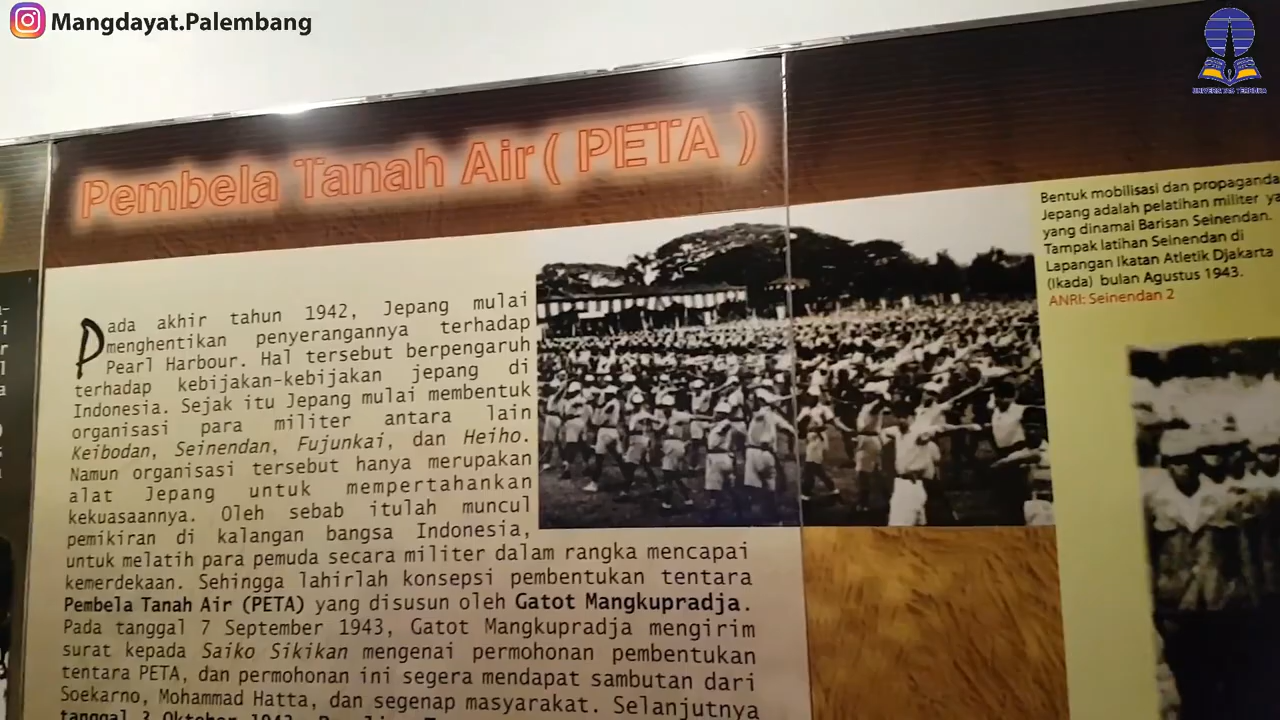 Mangdayat.Palembang
UNIVERSITAS TERBUKA
Pembela Tanah Air ( PETA )
Pada akhir tahun 1942, Jepang mulai
menghentikan penyerangannya terhadap
Pearl Harbour. Hal tersebut berpengaruh
terhadap kebijakan-kebijakan jepang di
Indonesia. Sejak itu Jepang mulai membentuk
organisasi para militer antara lain
Keibodan, Seinendan, Fujunkai, dan Heiho.
Namun organisasi tersebut hanya merupakan
alat Jepang untuk mempertahankan
kekuasaannya. Oleh sebab itulah muncul
pemikiran di kalangan bangsa Indonesia,
untuk melatih para pemuda secara militer dalam rangka mencapai
kemerdekaan. Sehingga lahirlah konsepsi pembentukan tentara
Pembela Tanah Air (PETA) yang disusun oleh Gatot Mangkupradja.
Pada tanggal 7 September 1943, Gatot Mangkupradja mengirim
surat kepada Saiko Sikikan mengenai permohonan pembentukan
tentara PETA, dan permohonan ini segera mendapat sambutan dari
Soekarno, Mohammad Hatta, dan segenap masyarakat. Selanjutnya
tanggal 3 Oktober 1943,
Bentuk mobilisasi dan propaganda
Jepang adalah pelatihan militer ya
yang dinamai Barisan Seinendan.
Tampak latihan Seinendan di
Lapangan Ikatan Atletik Djakarta
(Ikada) bulan Agustus 1943.
ANRI: Seinendan 2